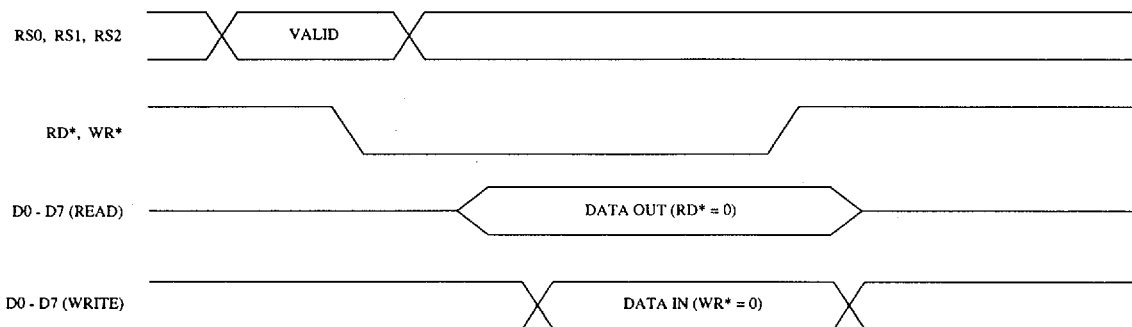 RS0, RS1, RS2
VALID
RD*, WR*
D0 - D7 (READ)
DATA OUT (RD* = 0)
D0 - D7 (WRITE)
DATA IN (WR* = 0)